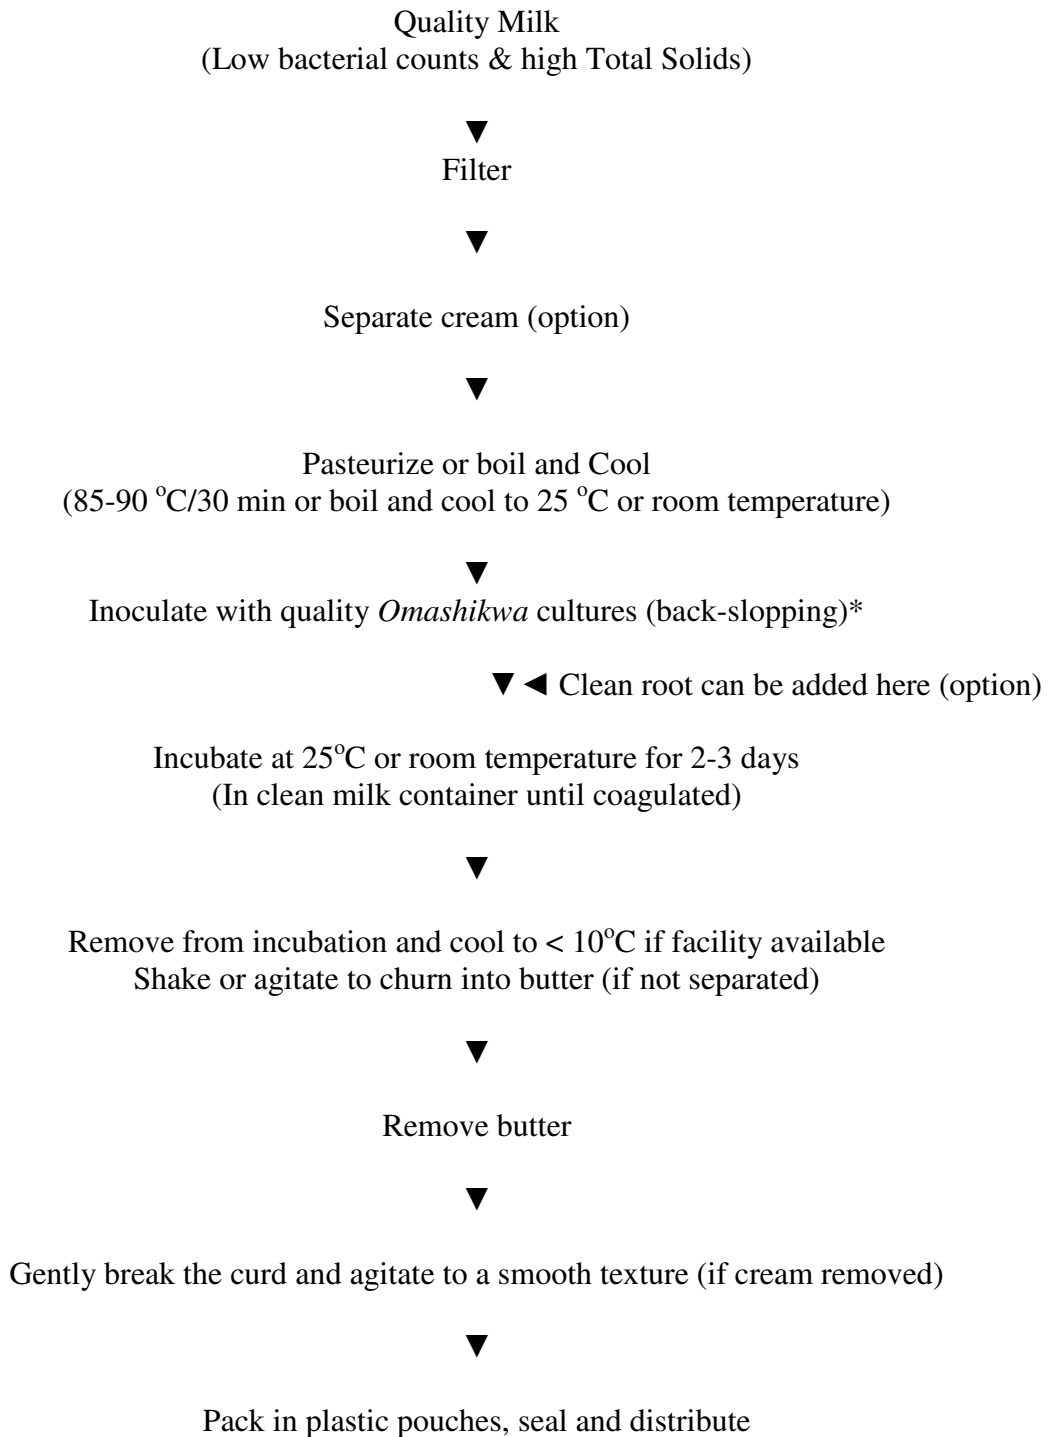 Quality Milk
(Low bacterial counts & high Total Solids)
▼
Filter
▼
Separate cream (option)
▼
Pasteurize or boil and Cool
(85-90 °C/30 min or boil and cool to 25 °C or room temperature)
▼
Inoculate with quality Omashikwa cultures (back-slopping)*
▼◄ Clean root can be added here (option)
Incubate at 25°C or room temperature for 2-3 days
(In clean milk container until coagulated)
▼
Remove from incubation and cool to < 10°C if facility available
Shake or agitate to churn into butter (if not separated)
▼
Remove butter
▼
Gently break the curd and agitate to a smooth texture (if cream removed)
▼
Pack in plastic pouches, seal and distribute